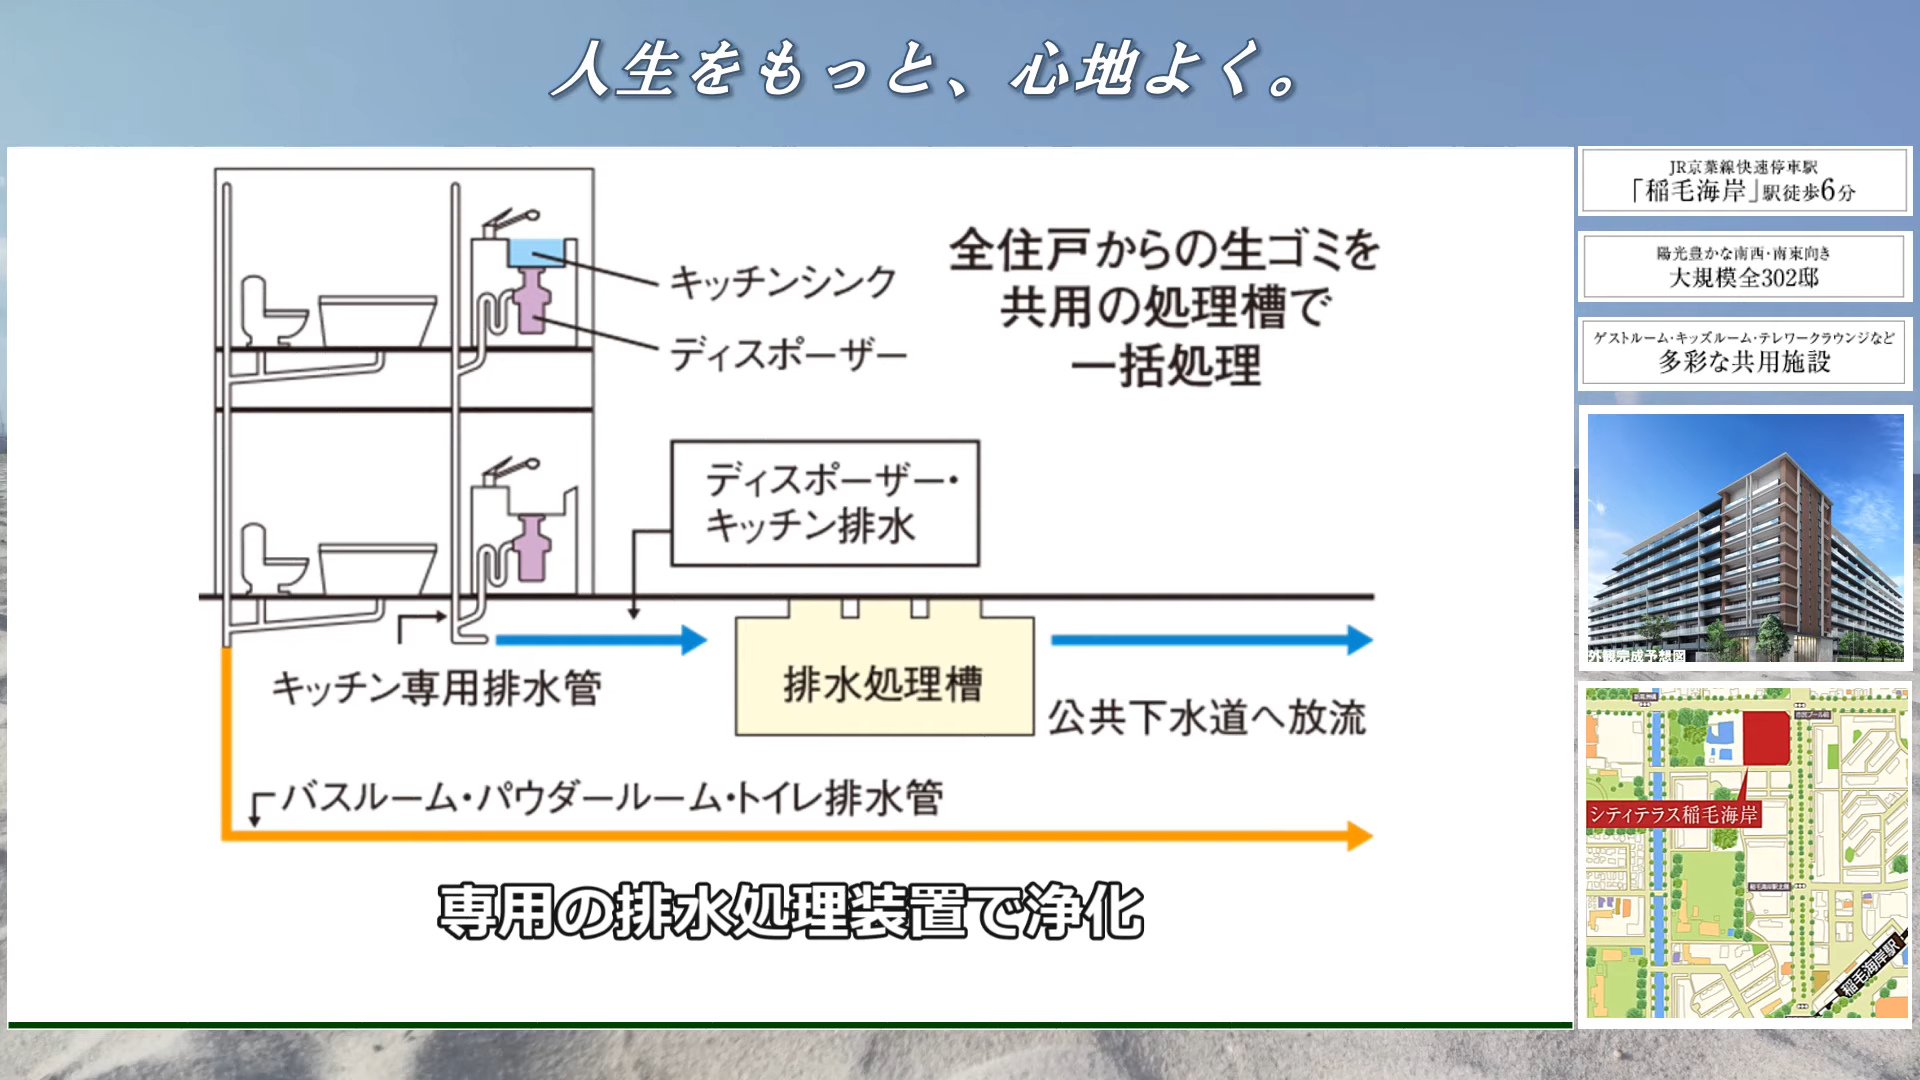 人生をもっと、心地よく。
キッチンシンク
ディスポーザー
全住戸からの生ゴミを
共用の処理槽で
一括処理
ディスポーザー・
キッチン排水
キッチン専用排水管
排水処理槽
公共下水道へ放流
バスルーム・パウダールーム・トイレ排水管
専用の排水処理装置で浄化
JR京葉線快速停車駅
「稲毛海岸」駅徒歩6分
陽光豊かな南西・南東向き
大規模全302邸
ゲストルーム・キッズルーム・テレワークラウンジなど
多彩な共用施設
外観完成予想図
シティテラス稲毛海岸
稲毛海岸駅